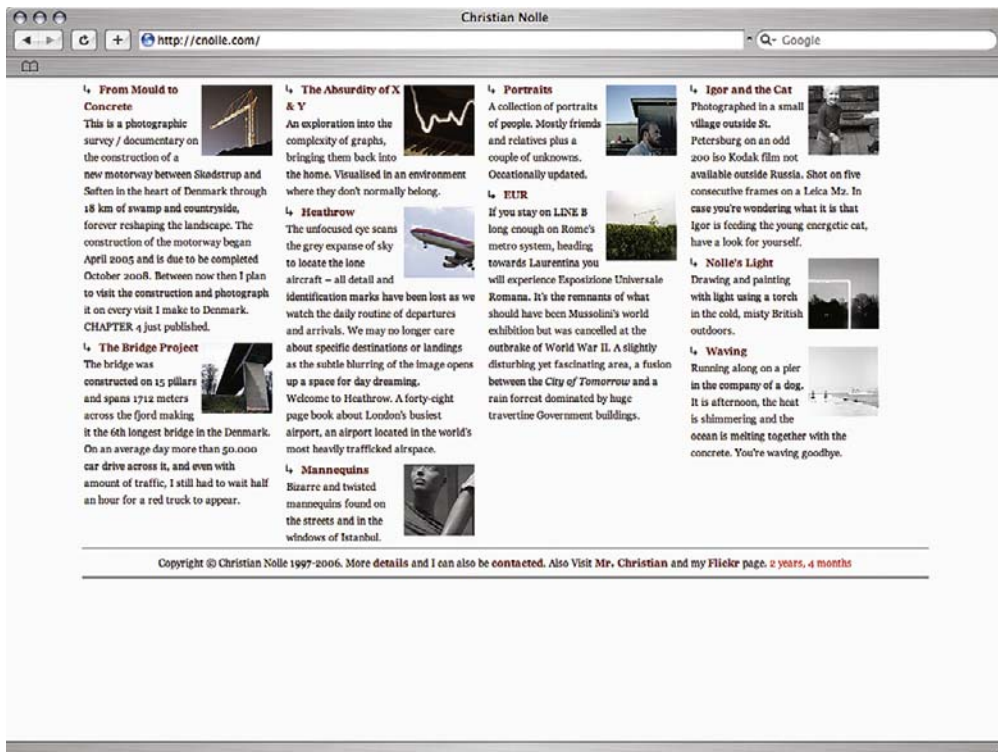 Christian Nolle
http://cnolle.com/
Google
↳ From Mould to
Concrete
This is a photographic
survey / documentary on
the construction of a
new motorway between Skødstrup and
Søften in the heart of Denmark through
18 km of swamp and countryside,
forever reshaping the landscape. The
construction of the motorway began
April 2005 and is due to be completed
October 2008. Between now then I plan
to visit the construction and photograph
it on every visit I make to Denmark.
CHAPTER 4 just published.
↳ The Bridge Project
The bridge was
constructed on 15 pillars
and spans 1712 meters
across the fjord making
it the 6th longest bridge in the Denmark.
On an average day more than 50.000
car drive across it, and even with
amount of traffic, I still had to wait half
an hour for a red truck to appear.
↳ The Absurdity of X
& Y
An exploration into the
complexity of graphs,
bringing them back into
the home. Visualised in an environment
where they don't normally belong.
↳ Heathrow
The unfocused eye scans
the grey expanse of sky
to locate the lone
aircraft – all detail and
identification marks have been lost as we
watch the daily routine of departures
and arrivals. We may no longer care
about specific destinations or landings
as the subtle blurring of the image opens
up a space for day dreaming.
Welcome to Heathrow. A forty-eight
page book about London's busiest
airport, an airport located in the world's
most heavily trafficked airspace.
↳ Mannequins
Bizarre and twisted
mannequins found on
the streets and in the
windows of Istanbul.
↳ Portraits
A collection of portraits
of people. Mostly friends
and relatives plus a
couple of unknowns.
Occationally updated.
↳ EUR
If you stay on LINE B
long enough on Rome's
metro system, heading
towards Laurentina you
will experience Esposizione Universale
Romana. It's the remnants of what
should have been Mussolini's world
exhibition but was cancelled at the
outbreak of World War II. A slightly
disturbing yet fascinating area, a fusion
between the City of Tomorrow and a
rain forrest dominated by huge
travertine Government buildings.
↳ Igor and the Cat
Photographed in a small
village outside St.
Petersburg on an odd
200 iso Kodak film not
available outside Russia. Shot on five
consecutive frames on a Leica M2. In
case you're wondering what it is that
Igor is feeding the young energetic cat,
have a look for yourself.
↳ Nolle's Light
Drawing and painting
with light using a torch
in the cold, misty British
outdoors.
↳ Waving
Running along on a pier
in the company of a dog.
It is afternoon, the heat
is shimmering and the
ocean is melting together with the
concrete. You're waving goodbye.
Copyright © Christian Nolle 1997-2006. More details and I can also be contacted. Also Visit Mr. Christian and my Flickr page. 2 years, 4 months